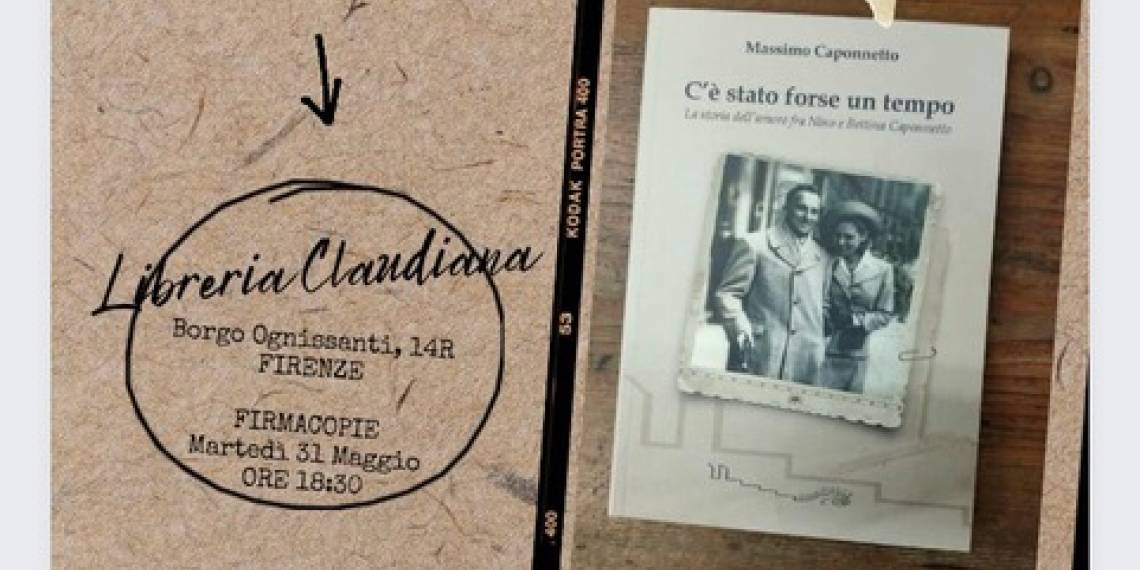 Libreria Claudiana
Borgo Ognissanti, 14R
FIRENZE
FIRMACOPIE
Martedì 31 Maggio
ORE 18:30
KODAK PORTRA 400
53
400
Massimo Caponnetto
C'è stato forse un tempo
La storia dell'amore fra Nino e Bettina Caponnetto